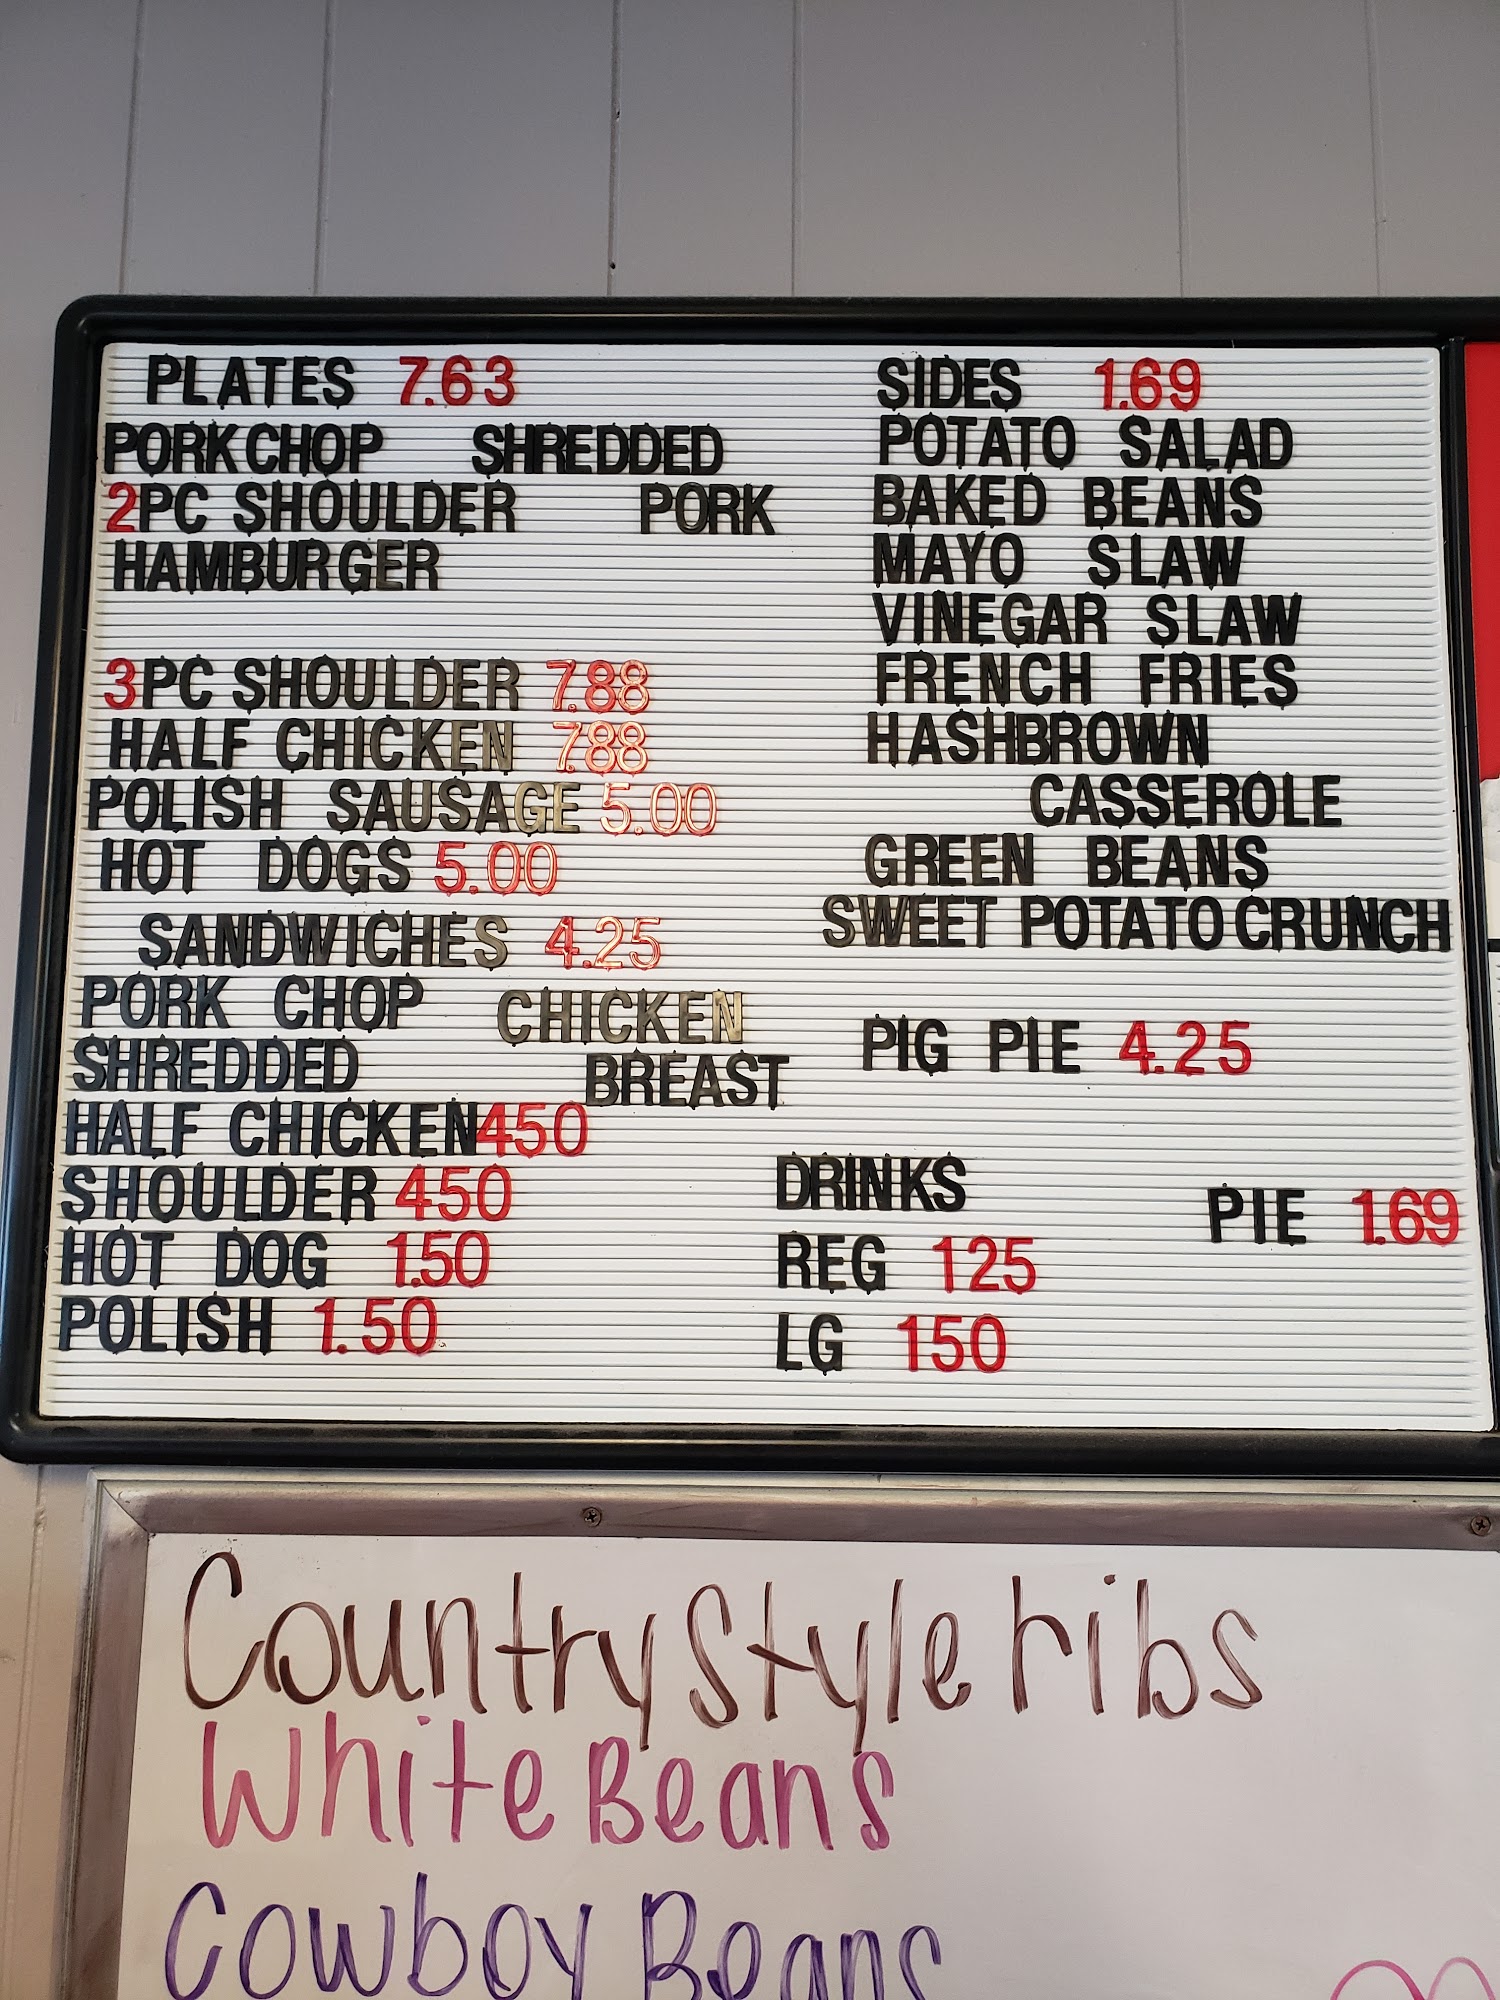 PLATES 7.63
PORKCHOP SHREDDED
2PC SHOULDER PORK
HAMBURGER
3PC SHOULDER 7.88
HALF CHICKEN 788
POLISH SAUSAGE 5.00
HOT DOGS 5.00
SANDWICHES 4.25
PORK CHOP CHICKEN
SHREDDED BREAST
HALF CHICKEN 450
SHOULDER 450
HOT DOG 1.50
POLISH 1.50
SIDES 1.69
POTATO SALAD
BAKED BEANS
MAYO SLAW
VINEGAR SLAW
FRENCH FRIES
HASHBROWN
CASSEROLE
GREEN BEANS
SWEET POTATO CRUNCH
PIG PIE 4.25
DRINKS
REG 125
LG 150
PIE 1.69
Country Style ribs
White Beans
Cowboy Beans